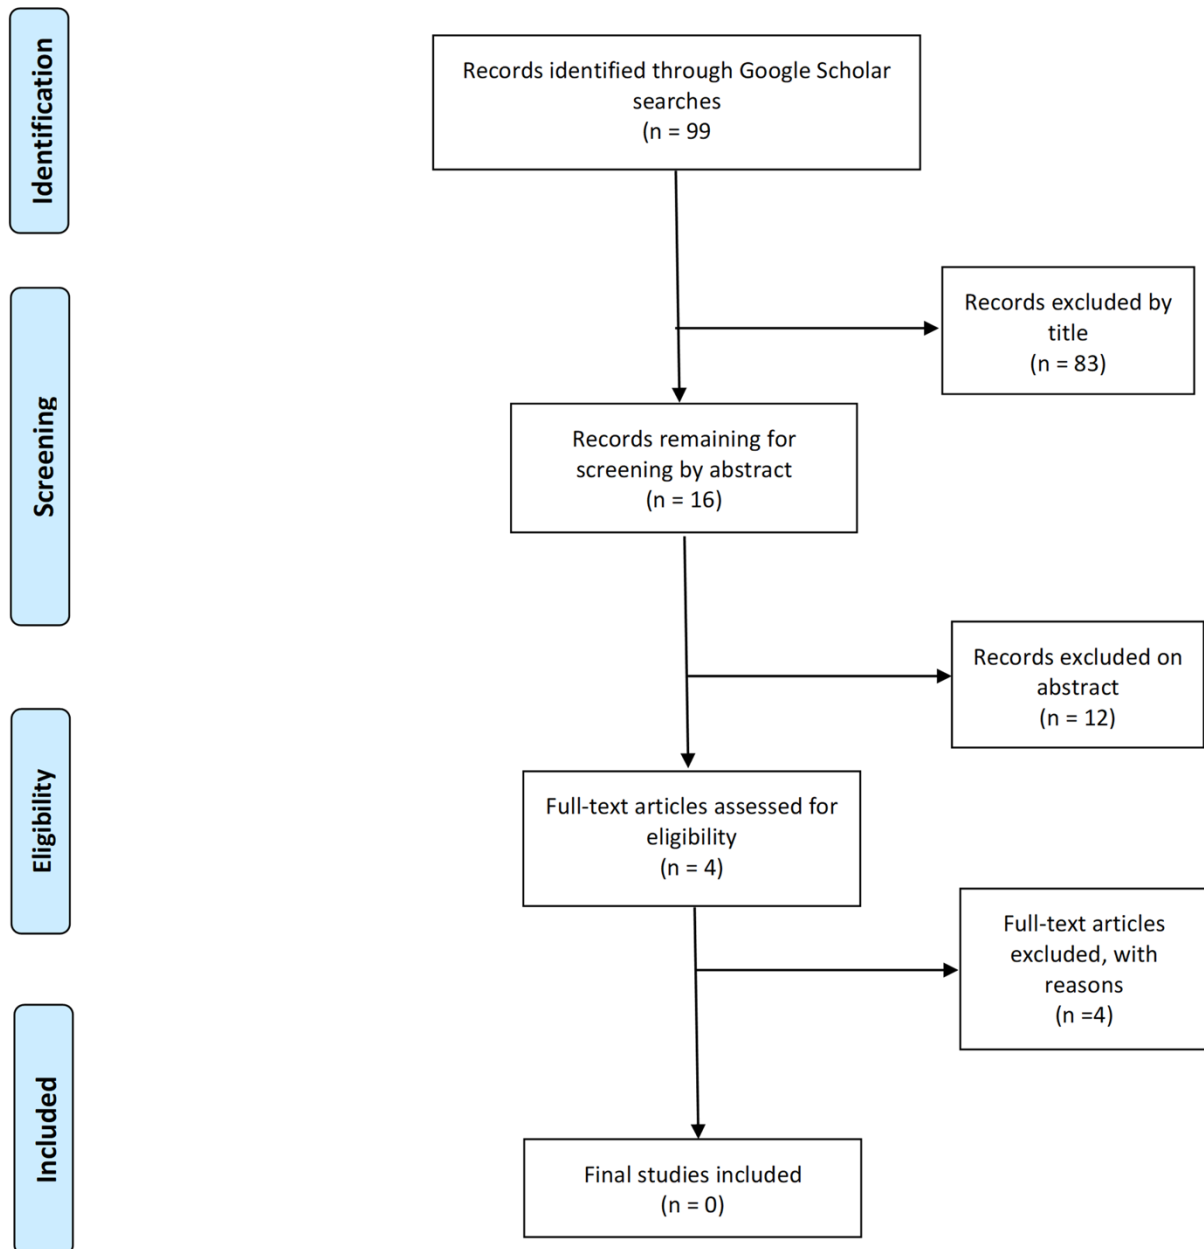 Identification
Records identified through Google Scholar
searches
(n = 99
Records excluded by
title
(n = 83)
Screening
Records remaining for
screening by abstract
(n = 16)
Records excluded on
abstract
(n = 12)
Eligibility
Full-text articles assessed for
eligibility
(n = 4)
Full-text articles
excluded, with
reasons
(n =4)
Included
Final studies included
(n = 0)